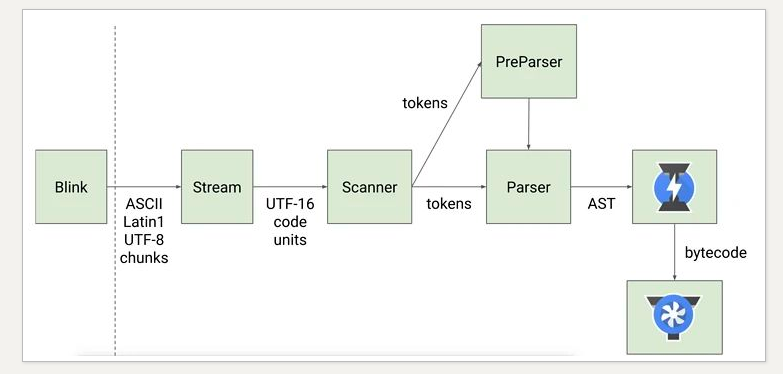 PreParser
tokens
Blink
Stream
Scanner
Parser
ASCII
Latin1
UTF-8
chunks
UTF-16
code
units
tokens
AST
bytecode